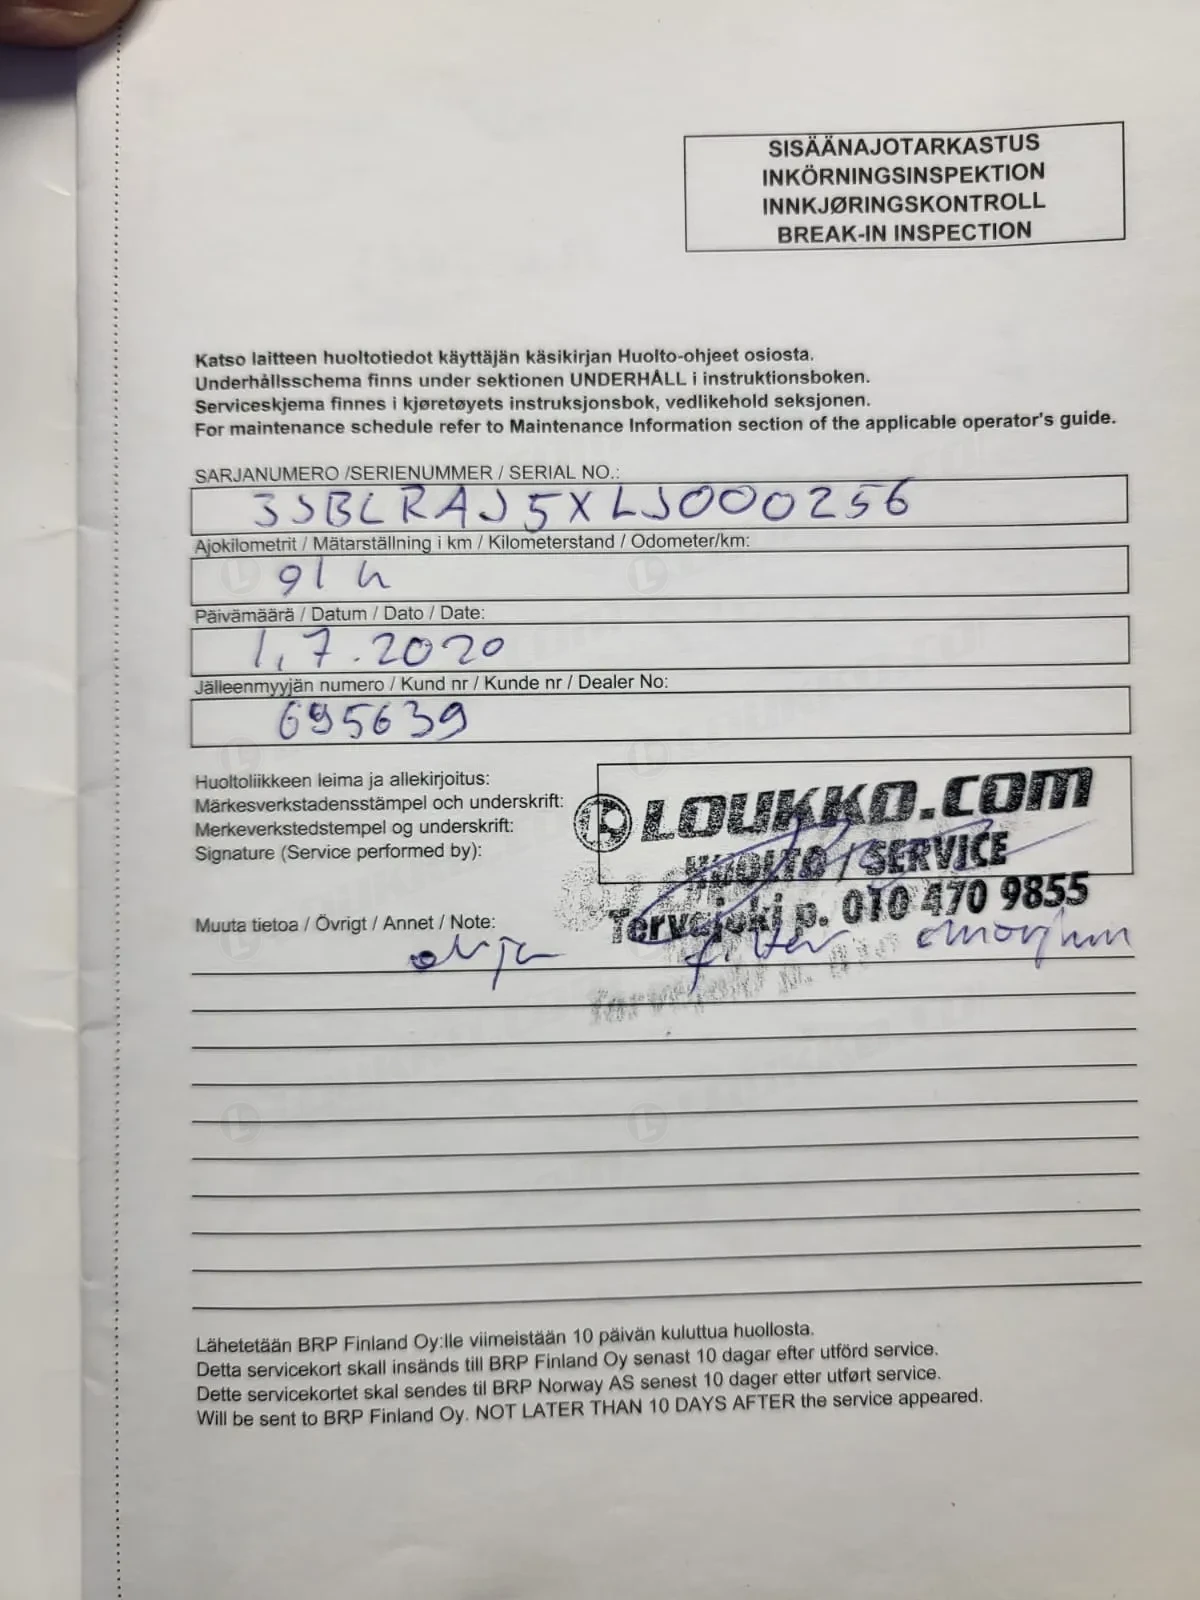 SISÄÄNAJOTARKASTUS
INKÖRNINGSINSPEKTION
INNKJØRINGSKONTROLL
BREAK-IN INSPECTION
Katso laitteen huoltotiedot käyttäjän käsikirjan Huolto-ohjeet osiosta.
Underhållsschema finns under sektionen UNDERHÅLL i instruktionsboken.
Serviceskjema finnes i kjøretøyets instruksjonsbok, vedlikehold seksjonen.
For maintenance schedule refer to Maintenance Information section of the applicable operator's guide.
SARJANUMERO /SERIENUMMER / SERIAL NO.:
3JBLRAJ5XLJ000256
Ajokilometrit / Mätarställning i km / Kilometerstand / Odometer/km:
91 h
Päivämäärä / Datum / Dato / Date:
1.7.2020
Jälleenmyyjän numero / Kund nr / Kunde nr / Dealer No:
695639
Huoltoliikkeen leima ja allekirjoitus:
Märkesverkstadensstämpel och underskrift:
Merkeverkstedstempel og underskrift:
Signature (Service performed by):
LOUKKO.COM
HUOLTO / SERVICE
Tervajoki p. 010 470 9855
Muuta tietoa / Övrigt / Annet / Note:
Lähetetään BRP Finland Oy:lle viimeistään 10 päivän kuluttua huollosta.
Detta servicekort skall insänds till BRP Finland Oy senast 10 dagar efter utförd service.
Dette servicekortet skal sendes til BRP Norway AS senest 10 dager etter utført service.
Will be sent to BRP Finland Oy. NOT LATER THAN 10 DAYS AFTER the service appeared.